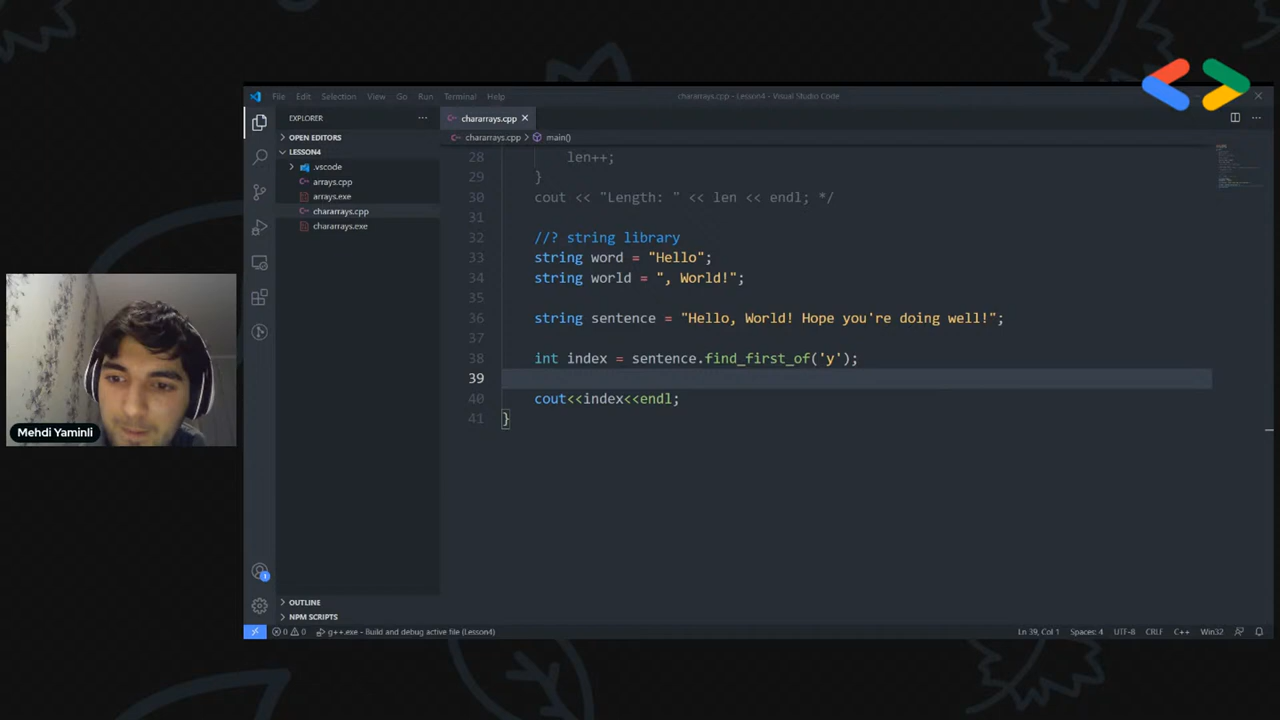 File Edit Selection View Go Run Terminal Help
chararrays.cpp - Lesson4 - Visual Studio Code
EXPLORER
OPEN EDITORS
LESSON4
.vscode
arrays.cpp
arrays.exe
chararrays.cpp
chararrays.exe
OUTLINE
NPM SCRIPTS
chararrays.cpp
chararrays.cpp > main()
28 len++;
29 }
30 cout << "Length: " << len << endl; */
31
32 //? string library
33 string word = "Hello";
34 string world = ", World!";
35
36 string sentence = "Hello, World! Hope you're doing well!";
37
38 int index = sentence.find_first_of('y');
39
40 cout<<index<<endl;
41 }
Mehdi Yaminli
1
0 0 g++.exe - Build and debug active file (Lesson4)
Ln 39, Col 1 Spaces: 4 UTF-8 CRLF C++ Win32